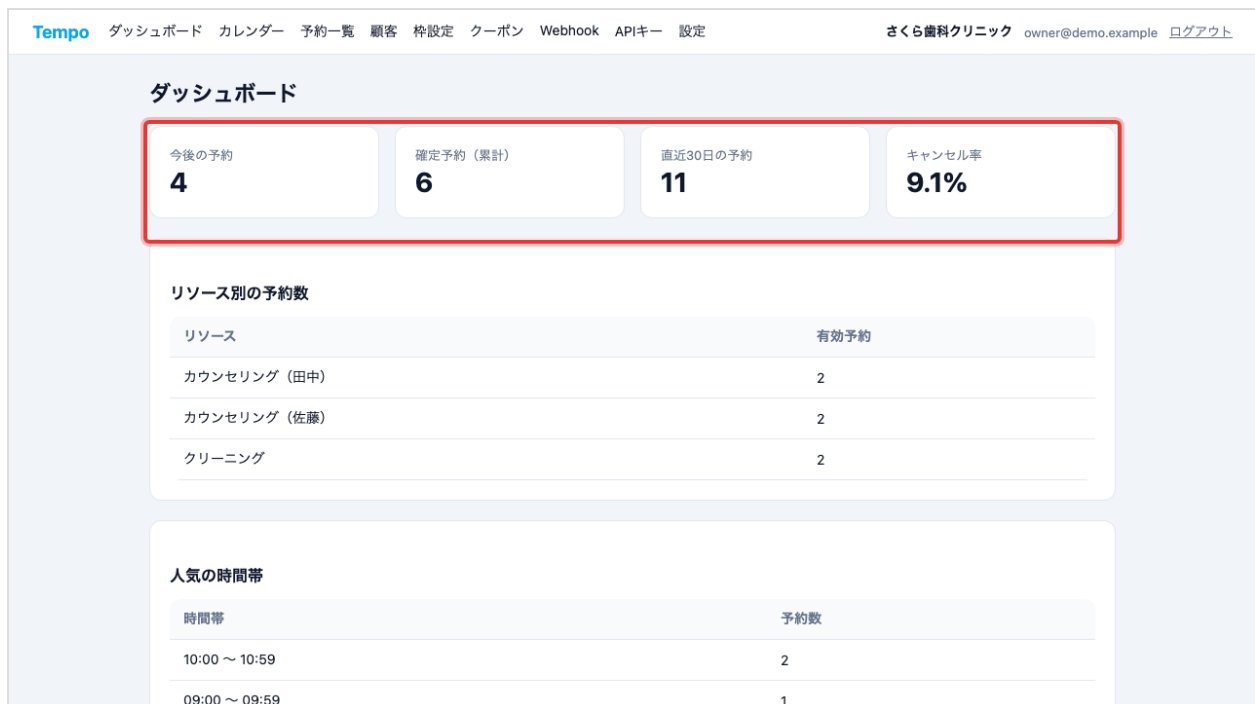 Tempo ダッシュボード カレンダー 予約一覧 顧客 枠設定 クーポン Webhook APIキー 設定 さくら歯科クリニック owner@demo.example ログアウト
ダッシュボード
今後の予約 確定予約（累計） 直近30日の予約 キャンセル率
4 6 11 9.1%
リソース別の予約数
リソース 有効予約
カウンセリング（田中） 2
カウンセリング（佐藤） 2
クリーニング 2
人気の時間帯
時間帯 予約数
10:00 〜 10:59 2
09:00 〜 09:59 1